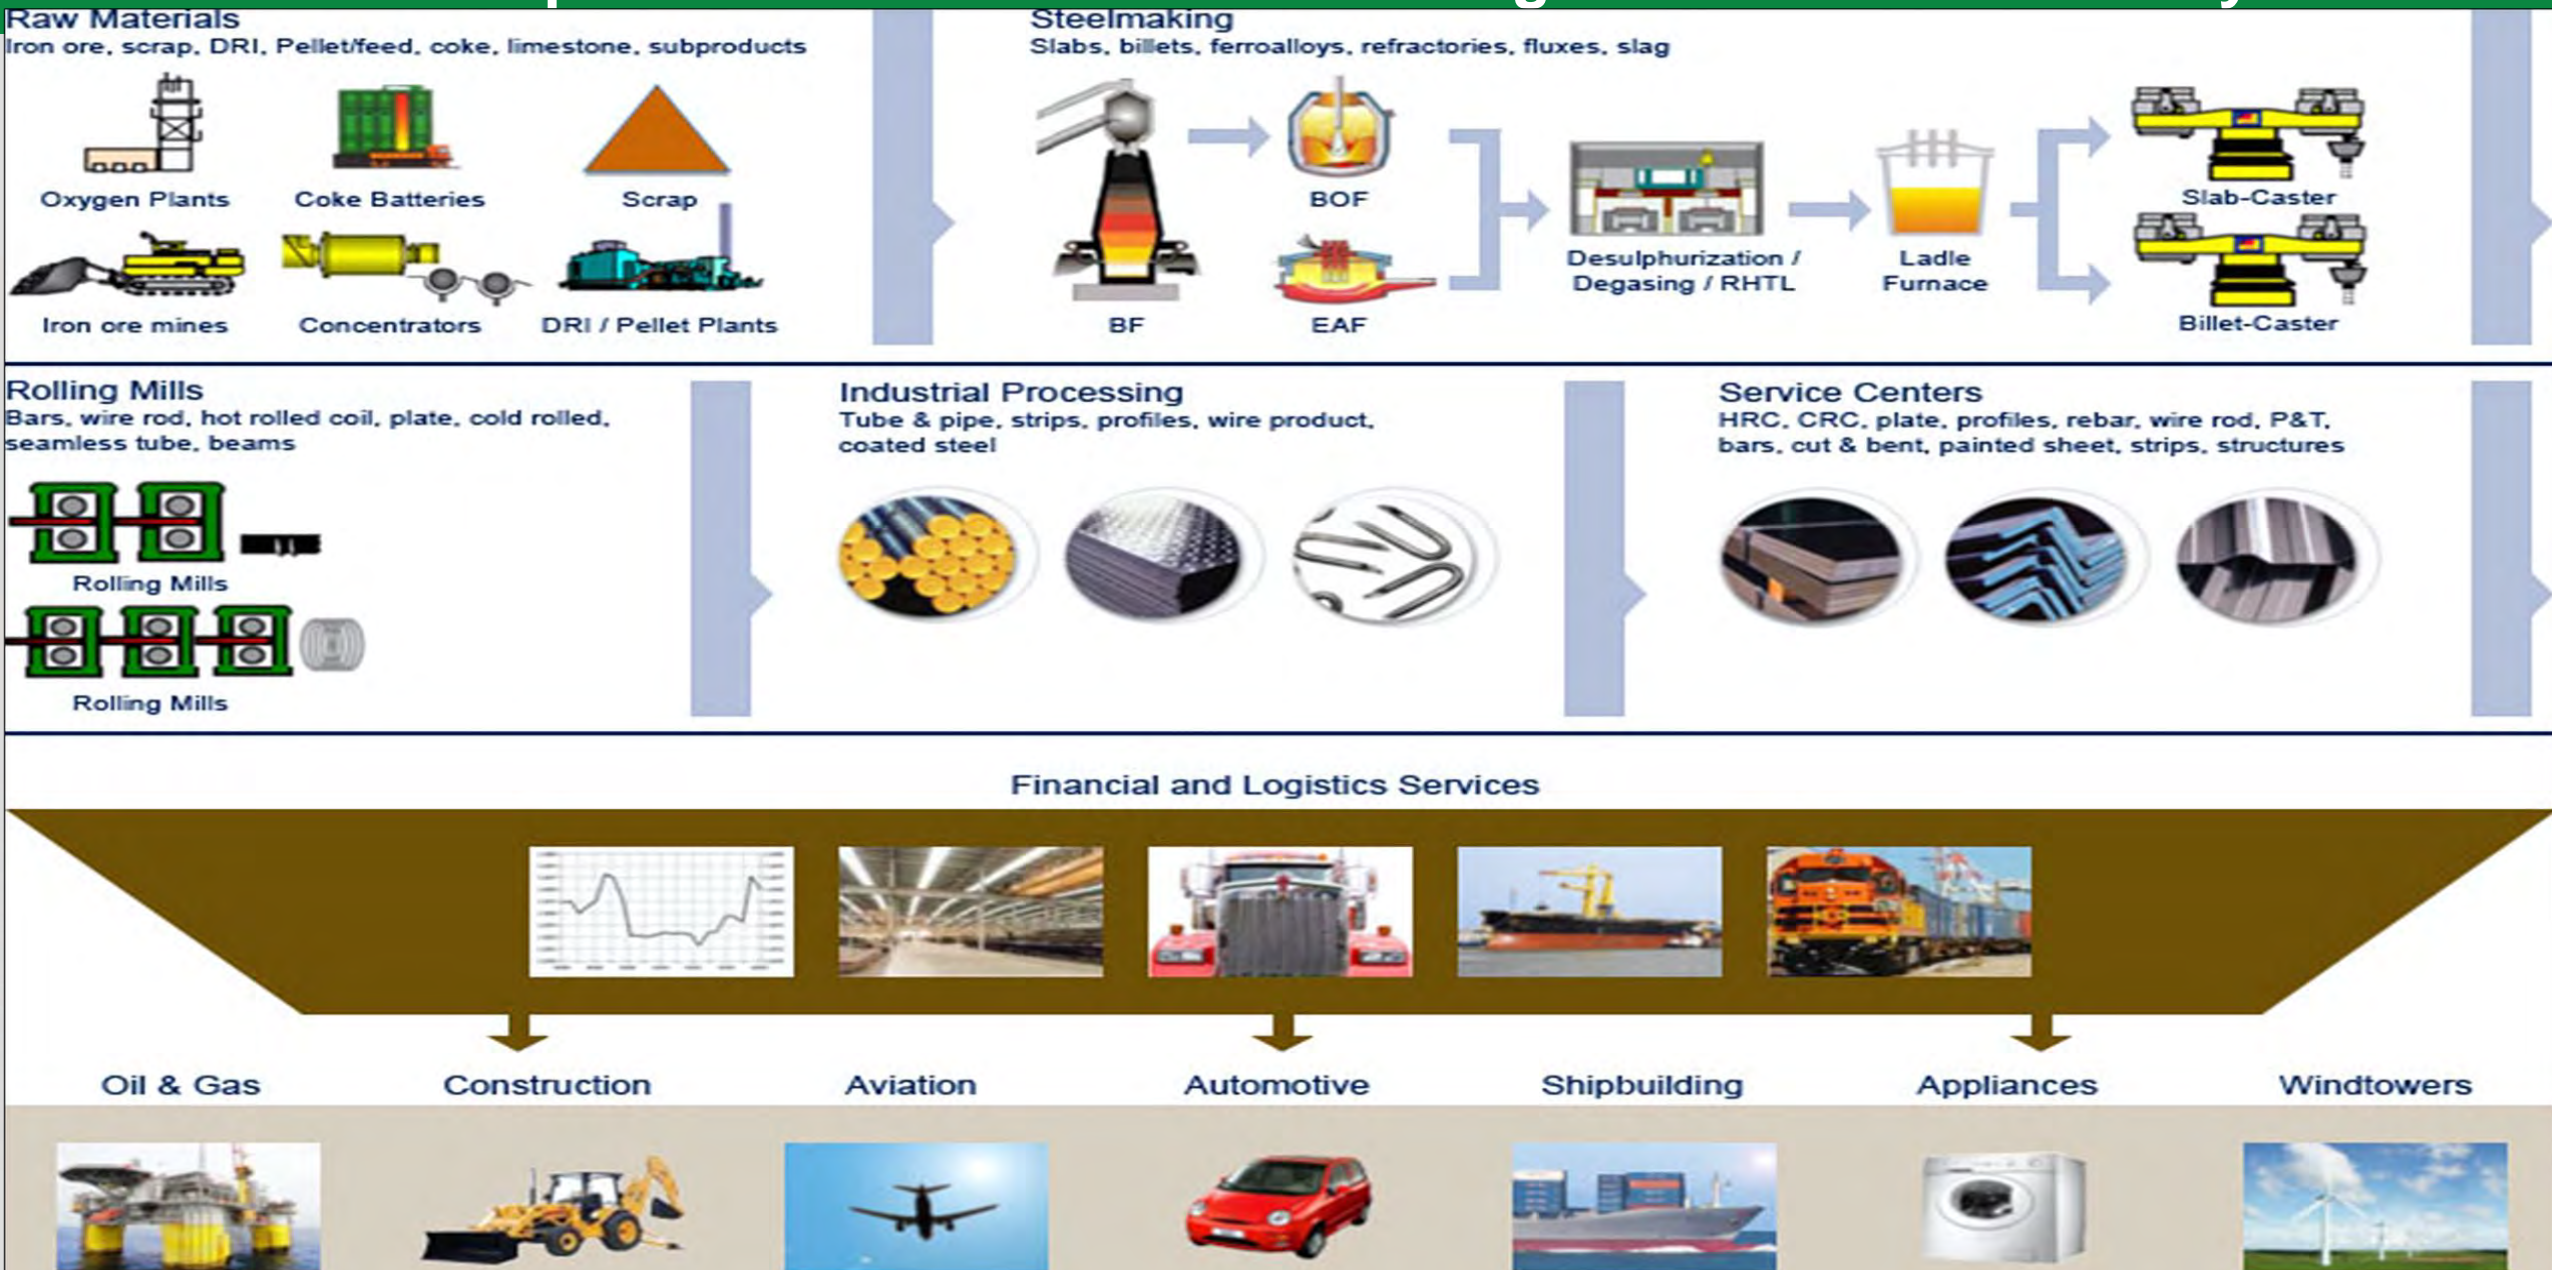 Raw Materials
Iron ore, scrap, DRI, Pellet/feed, coke, limestone, subproducts
Oxygen Plants
Coke Batteries
Scrap
Iron ore mines
Concentrators
DRI / Pellet Plants
Steelmaking
Slabs, billets, ferroalloys, refractories, fluxes, slag
BOF
BF
EAF
Desulphurization /
Degasing / RHTL
Ladle
Furnace
Slab-Caster
Billet-Caster
Rolling Mills
Bars, wire rod, hot rolled coil, plate, cold rolled,
seamless tube, beams
Rolling Mills
Rolling Mills
Industrial Processing
Tube & pipe, strips, profiles, wire product,
coated steel
Service Centers
HRC, CRC, plate, profiles, rebar, wire rod, P&T,
bars, cut & bent, painted sheet, strips, structures
Financial and Logistics Services
Oil & Gas
Construction
Aviation
Automotive
Shipbuilding
Appliances
Windtowers